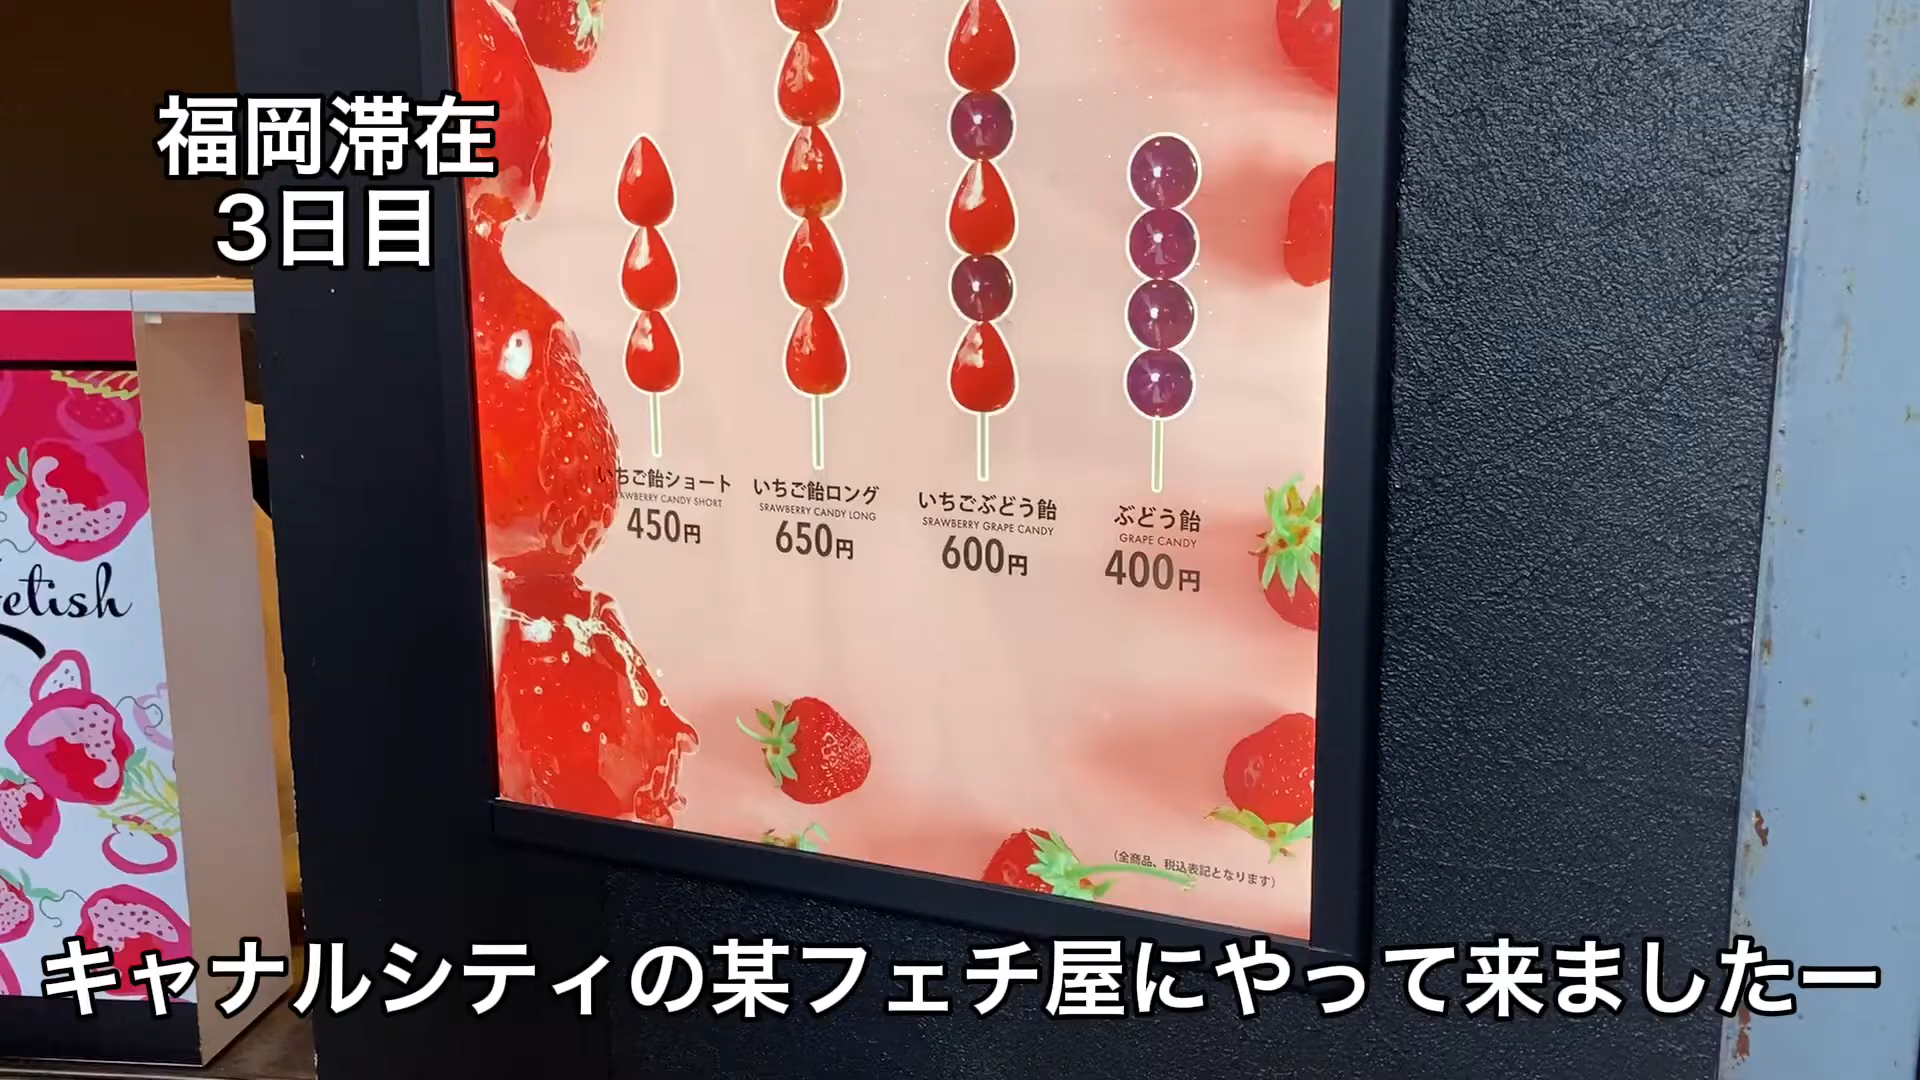 福岡滞在
3日目
いちご飴ショート
いちご飴ロング
いちごぶどう飴
ぶどう飴
CANDY SHORT
SRAWBERRY CANDY LONG
SRAWBERRY GRAPE CANDY
GRAPE CANDY
450円
650円
600円
400円
etish
(全商品、税込表記となります)
キャナルシティの某フェチ屋にやって来ましたー